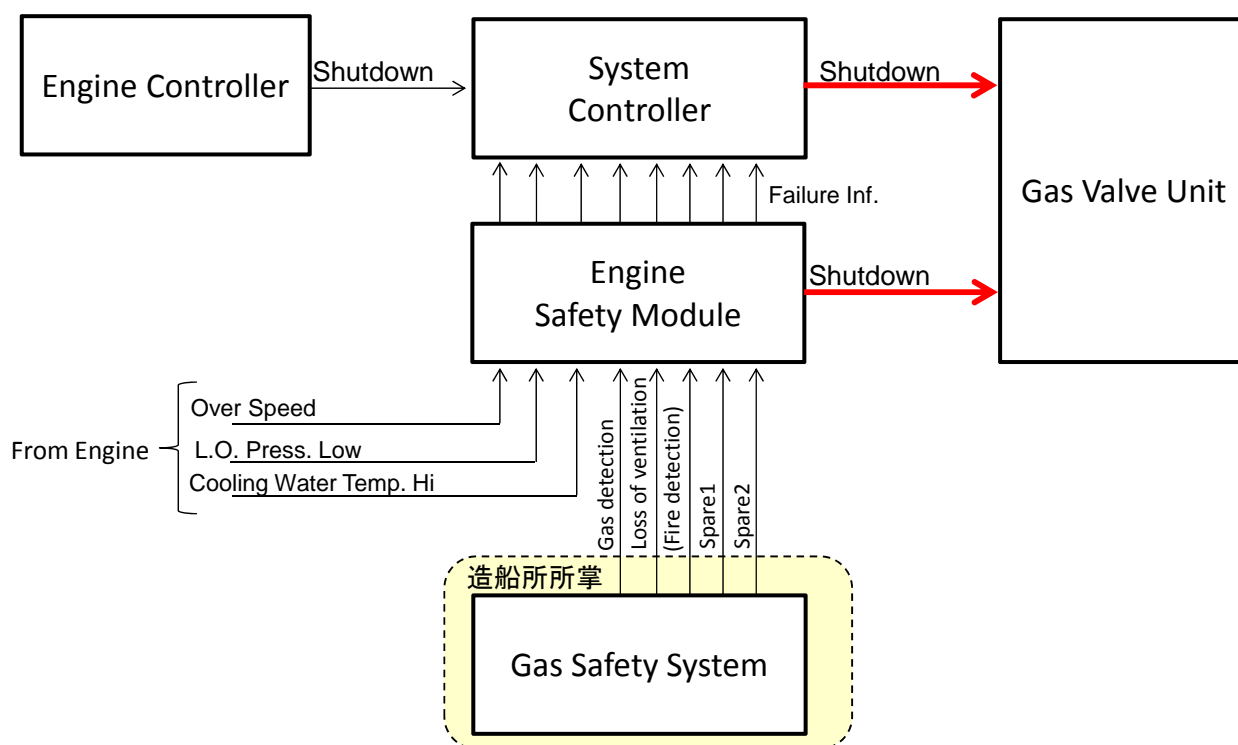 Engine Controller
Shutdown
System
Controller
Shutdown
Gas Valve Unit
Failure Inf.
Engine
Safety Module
Shutdown
From Engine
Over Speed
L.O. Press. Low
Cooling Water Temp. Hi
Gas detection
Loss of ventilation
(Fire detection)
Spare1
Spare2
造船所所掌
Gas Safety System